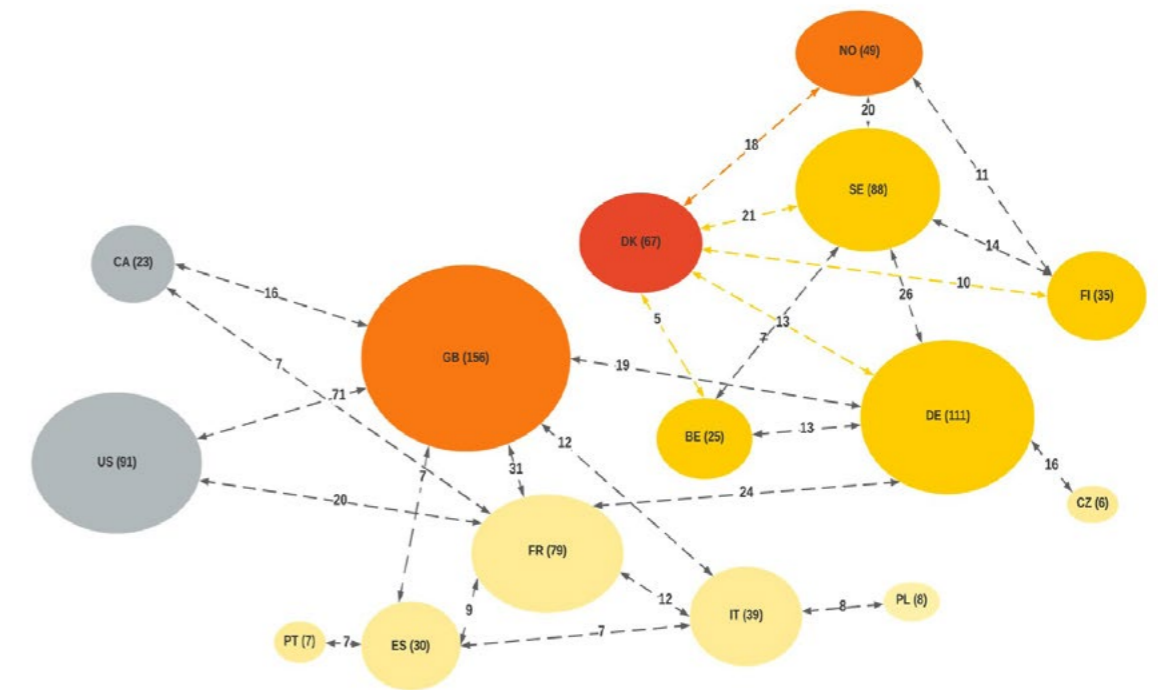 NO (49)
20
18
11
SE (88)
21
DK (67)
14
CA (23)
10
16
26
FI (35)
5
13
7
GB (156)
7
19
71
DE (111)
13
BE (25)
12
US (91)
31
16
7
24
20
CZ (6)
FR (79)
12
9
PL (8)
8
IT (39)
7
PT (7)
7
ES (30)